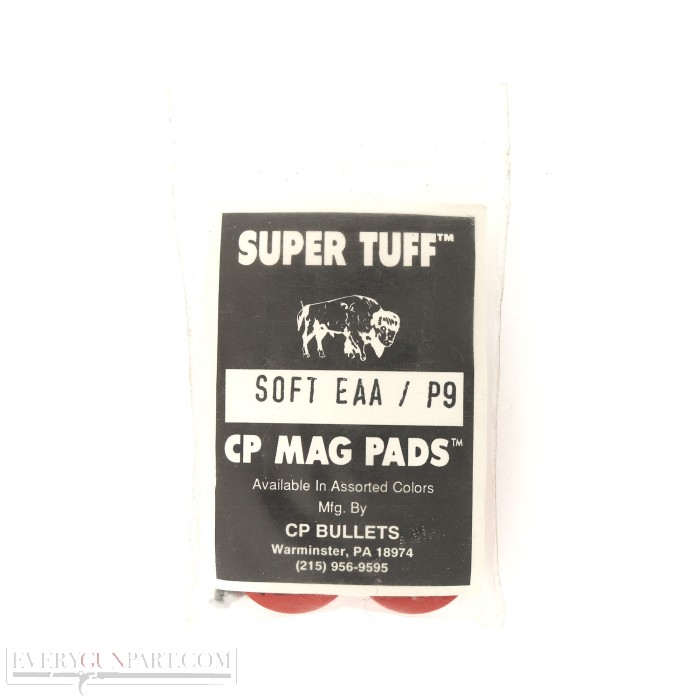 SUPER TUFF™
SOFT EAA / P9
CP MAG PADS™
Available In Assorted Colors
Mfg. By
CP BULLETS
Warminster, PA 18974
(215) 956-9595
EVERYGUNPART.COM